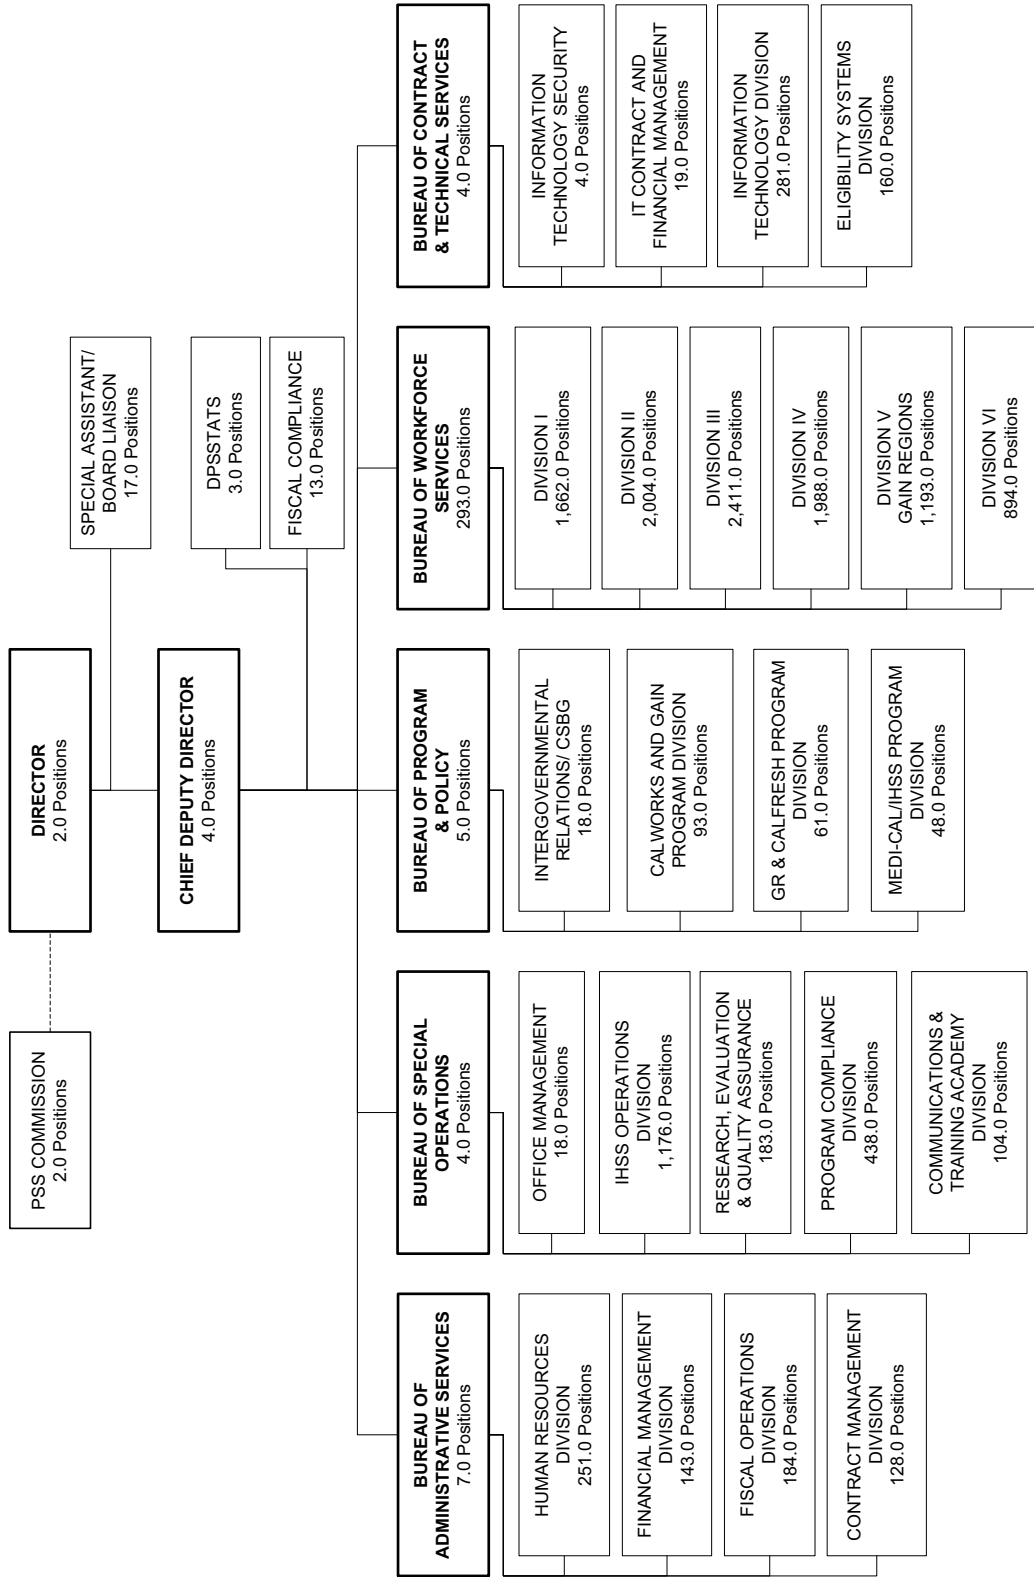 PSS COMMISSION
2.0 Positions
DIRECTOR
2.0 Positions
SPECIAL ASSISTANT/
BOARD LIAISON
17.0 Positions
CHIEF DEPUTY DIRECTOR
4.0 Positions
DPSSTATS
3.0 Positions
FISCAL COMPLIANCE
13.0 Positions
BUREAU OF
ADMINISTRATIVE SERVICES
7.0 Positions
HUMAN RESOURCES
DIVISION
251.0 Positions
FINANCIAL MANAGEMENT
DIVISION
143.0 Positions
FISCAL OPERATIONS
DIVISION
184.0 Positions
CONTRACT MANAGEMENT
DIVISION
128.0 Positions
BUREAU OF SPECIAL
OPERATIONS
4.0 Positions
OFFICE MANAGEMENT
18.0 Positions
IHSS OPERATIONS
DIVISION
1,176.0 Positions
RESEARCH, EVALUATION
& QUALITY ASSURANCE
183.0 Positions
PROGRAM COMPLIANCE
DIVISION
438.0 Positions
COMMUNICATIONS &
TRAINING ACADEMY
DIVISION
104.0 Positions
BUREAU OF PROGRAM
& POLICY
5.0 Positions
INTERGOVERNMENTAL
RELATIONS/ CSBG
18.0 Positions
CALWORKS AND GAIN
PROGRAM DIVISION
93.0 Positions
GR & CALFRESH PROGRAM
DIVISION
61.0 Positions
MEDI-CAL/IHSS PROGRAM
DIVISION
48.0 Positions
BUREAU OF WORKFORCE
SERVICES
293.0 Positions
DIVISION I
1,662.0 Positions
DIVISION II
2,004.0 Positions
DIVISION III
2,411.0 Positions
DIVISION IV
1,988.0 Positions
DIVISION V
GAIN REGIONS
1,193.0 Positions
DIVISION VI
894.0 Positions
BUREAU OF CONTRACT
& TECHNICAL SERVICES
4.0 Positions
INFORMATION
TECHNOLOGY SECURITY
4.0 Positions
IT CONTRACT AND
FINANCIAL MANAGEMENT
19.0 Positions
INFORMATION
TECHNOLOGY DIVISION
281.0 Positions
ELIGIBILITY SYSTEMS
DIVISION
160.0 Positions